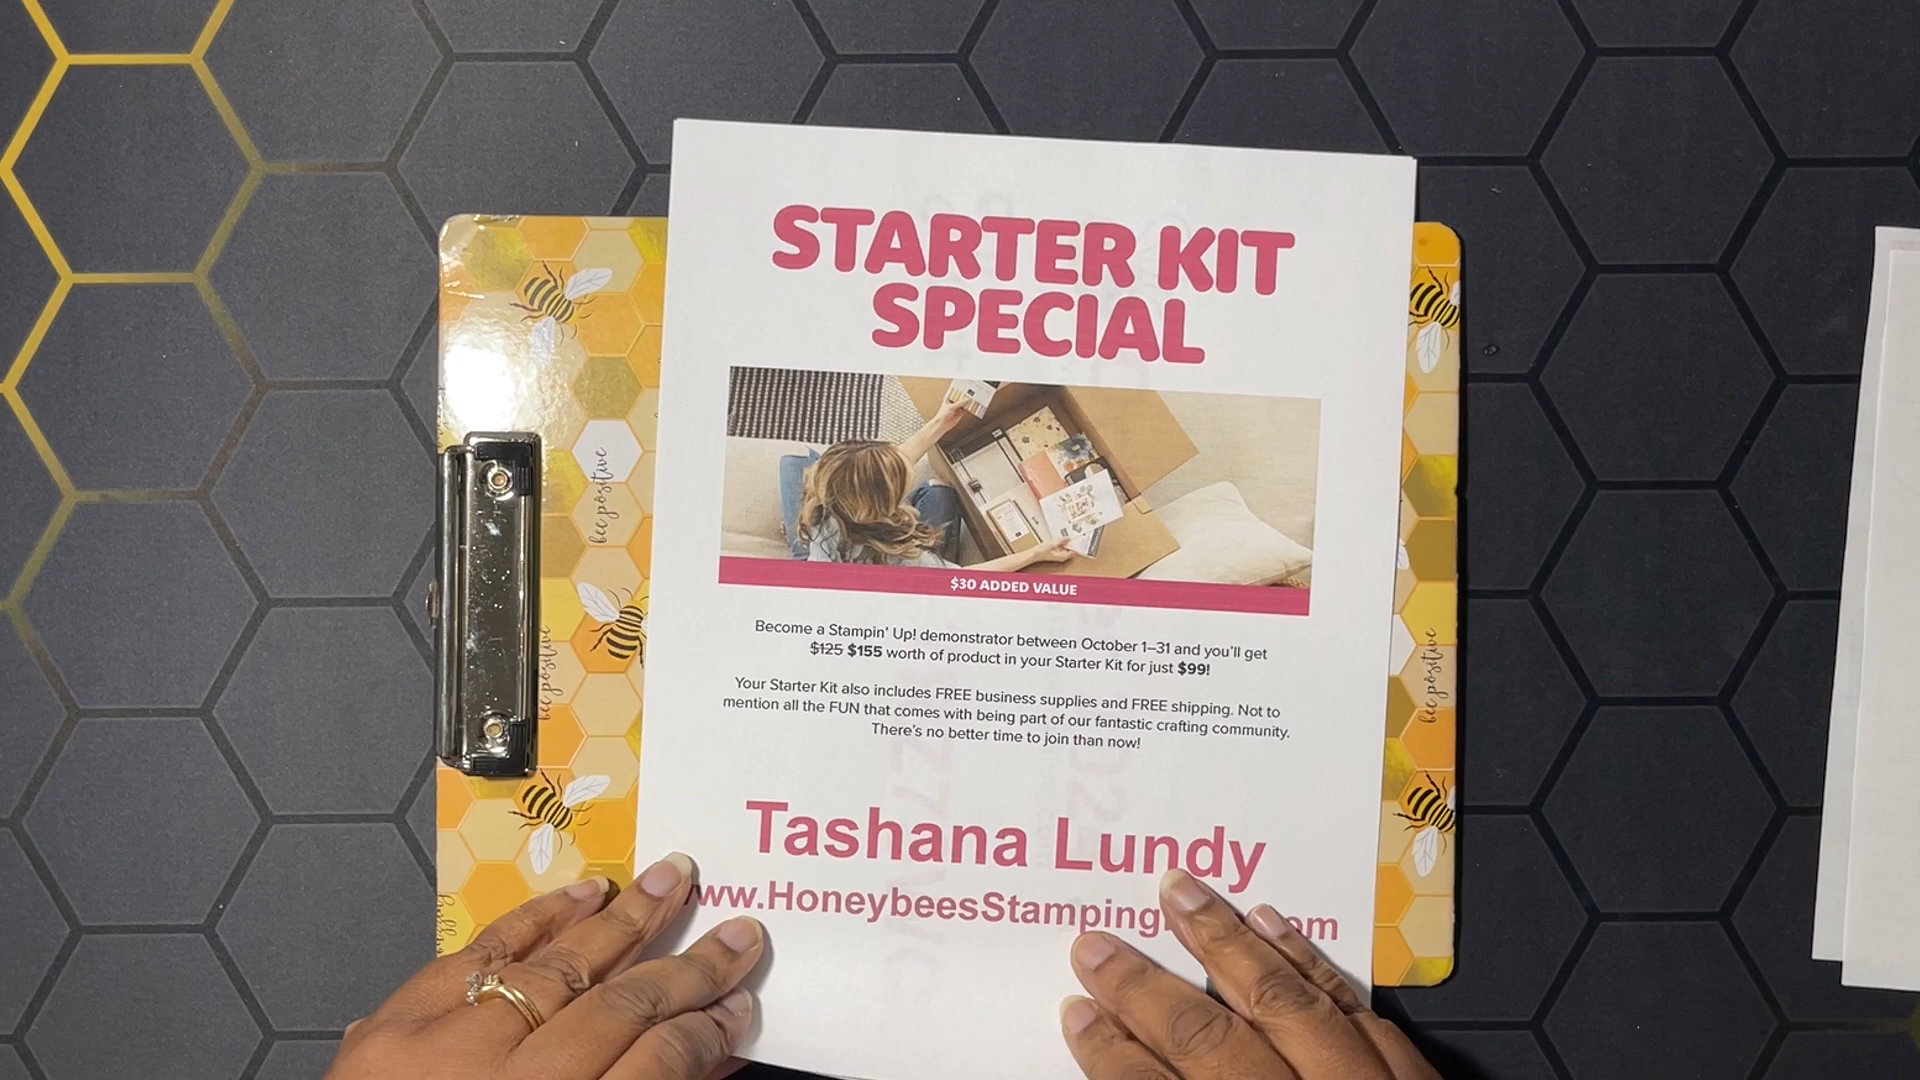 STARTER KIT
SPECIAL
$30 ADDED VALUE
Become a Stampin' Up! demonstrator between October 1–31 and you'll get
$125 $155 worth of product in your Starter Kit for just $99!
Your Starter Kit also includes FREE business supplies and FREE shipping. Not to
mention all the FUN that comes with being part of our fantastic crafting community.
There's no better time to join than now!
Tashana Lundy
www.HoneybeesStamping
bee positive
bee positive
bee positive